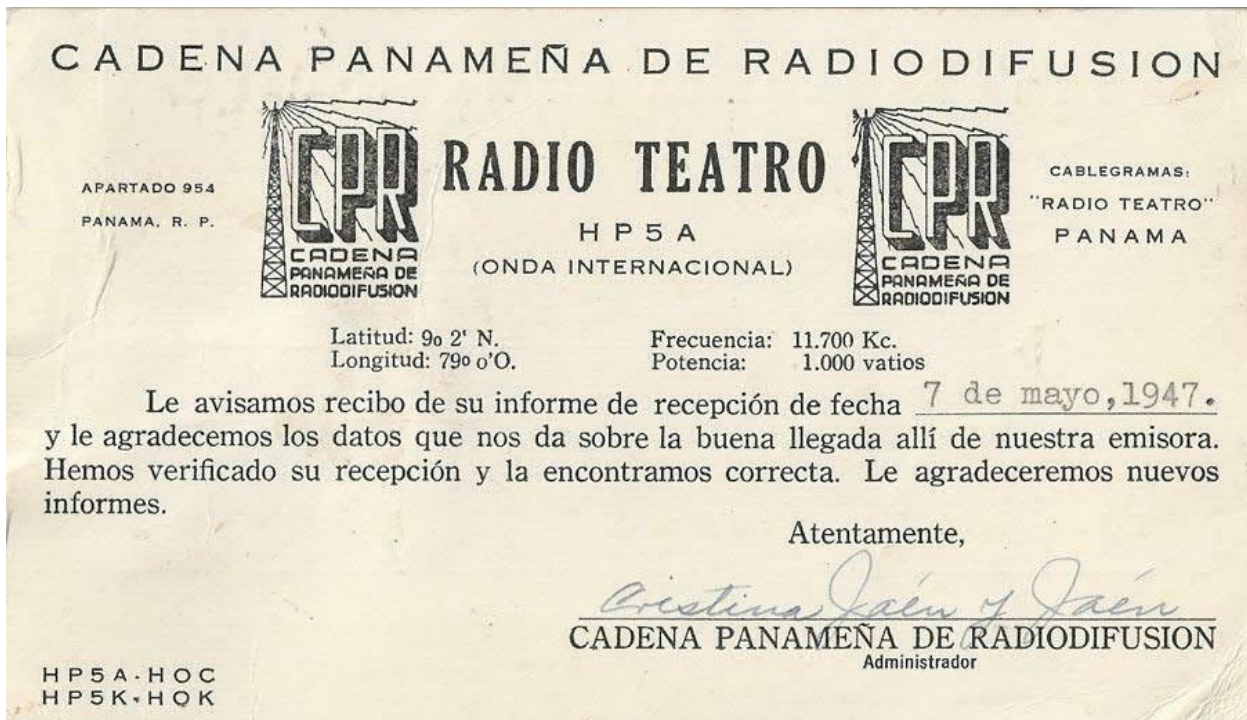 CADENA PANAMEÑA DE RADIODIFUSION
APARTADO 954
PANAMA, R. P.
CPR
CADENA
PANAMEÑA DE
RADIODIFUSION
RADIO TEATRO
HP5A
(ONDA INTERNACIONAL)
CPR
CADENA
PANAMEÑA DE
RADIODIFUSION
CABLEGRAMAS:
"RADIO TEATRO"
PANAMA
Latitud: 9o 2' N.
Longitud: 79o o'O.
Frecuencia: 11.700 Kc.
Potencia: 1.000 vatios
Le avisamos recibo de su informe de recepción de fecha 7 de mayo,1947.
y le agradecemos los datos que nos da sobre la buena llegada allí de nuestra emisora.
Hemos verificado su recepción y la encontramos correcta. Le agradeceremos nuevos
informes.
Atentamente,
Cristina Jaén y Jaén
CADENA PANAMEÑA DE RADIODIFUSION
Administrador
HP5A-HOC
HP5K-HOK